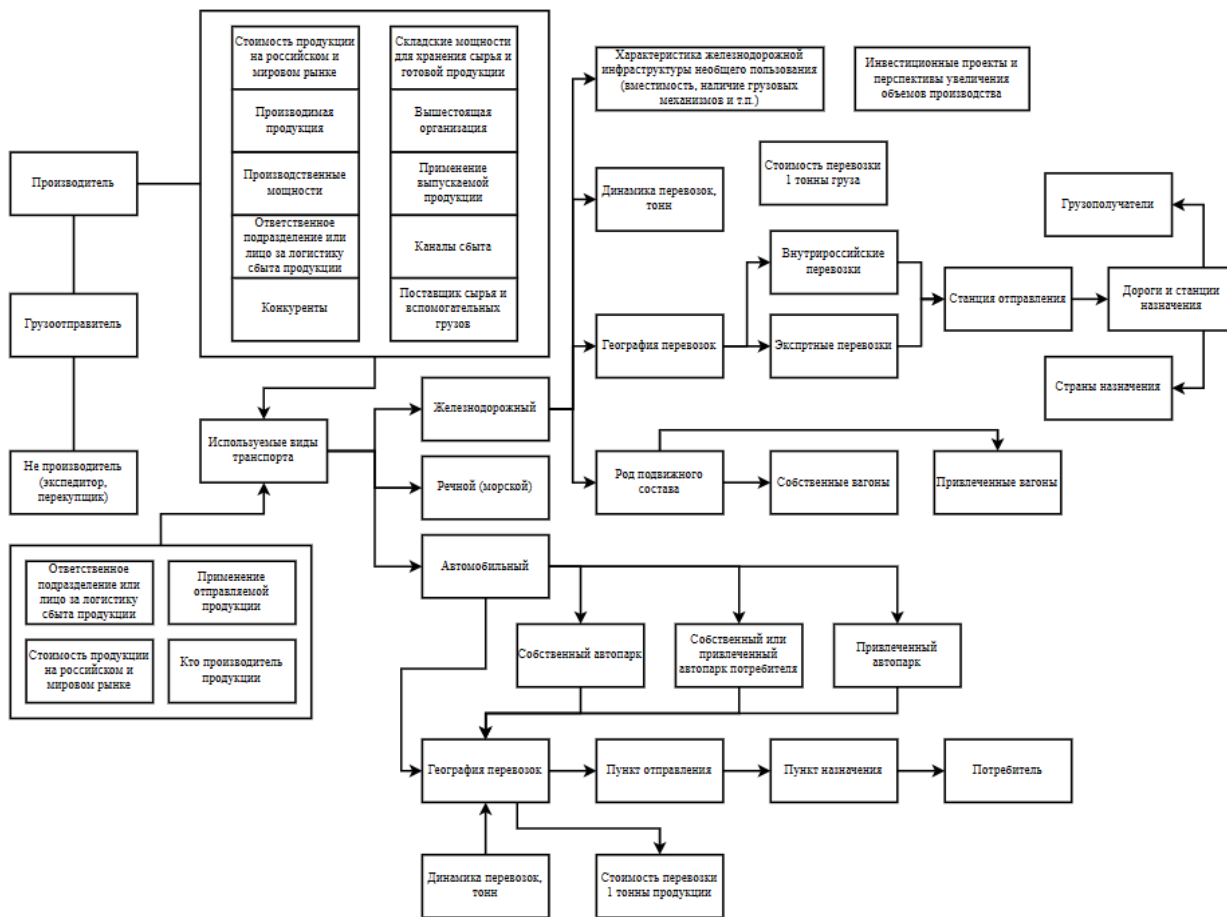 Производитель
Грузоотправитель
Не производитель
(экспедитор,
перекупщик)
Стоимость продукции
на российском и
мировом рынке
Производимая
продукция
Производственные
мощности
Ответственное
подразделение или
лицо за логистику
сбыта продукции
Конкуренты
Складские мощности
для хранения сырья и
готовой продукции
Вышестоящая
организация
Применение
выпускаемой
продукции
Каналы сбыта
Поставщик сырья и
вспомогательных
грузов
Используемые виды
транспорта
Ответственное
подразделение или
лицо за логистику
сбыта продукции
Применение
отправляемой
продукции
Стоимость продукции
на российском и
мировом рынке
Кто производитель
продукции
Железнодорожный
Речной (морской)
Автомобильный
Характеристика железнодорожной
инфраструктуры необщего пользования
(вместимость, наличие грузовых
механизмов и т.п.)
Инвестиционные проекты и
перспективы увеличения
объемов производства
Динамика перевозок,
тонн
Стоимость перевозки
1 тонны груза
География перевозок
Внутрироссийские
перевозки
Экспртные перевозки
Станция отправления
Дороги и станции
назначения
Грузополучатели
Страны назначения
Род подвижного
состава
Собственные вагоны
Привлеченные вагоны
Собственный автопарк
Собственный или
привлеченный
автопарк потребителя
Привлеченный
автопарк
География перевозок
Пункт отправления
Пункт назначения
Потребитель
Динамика перевозок,
тонн
Стоимость перевозки
1 тонны продукции